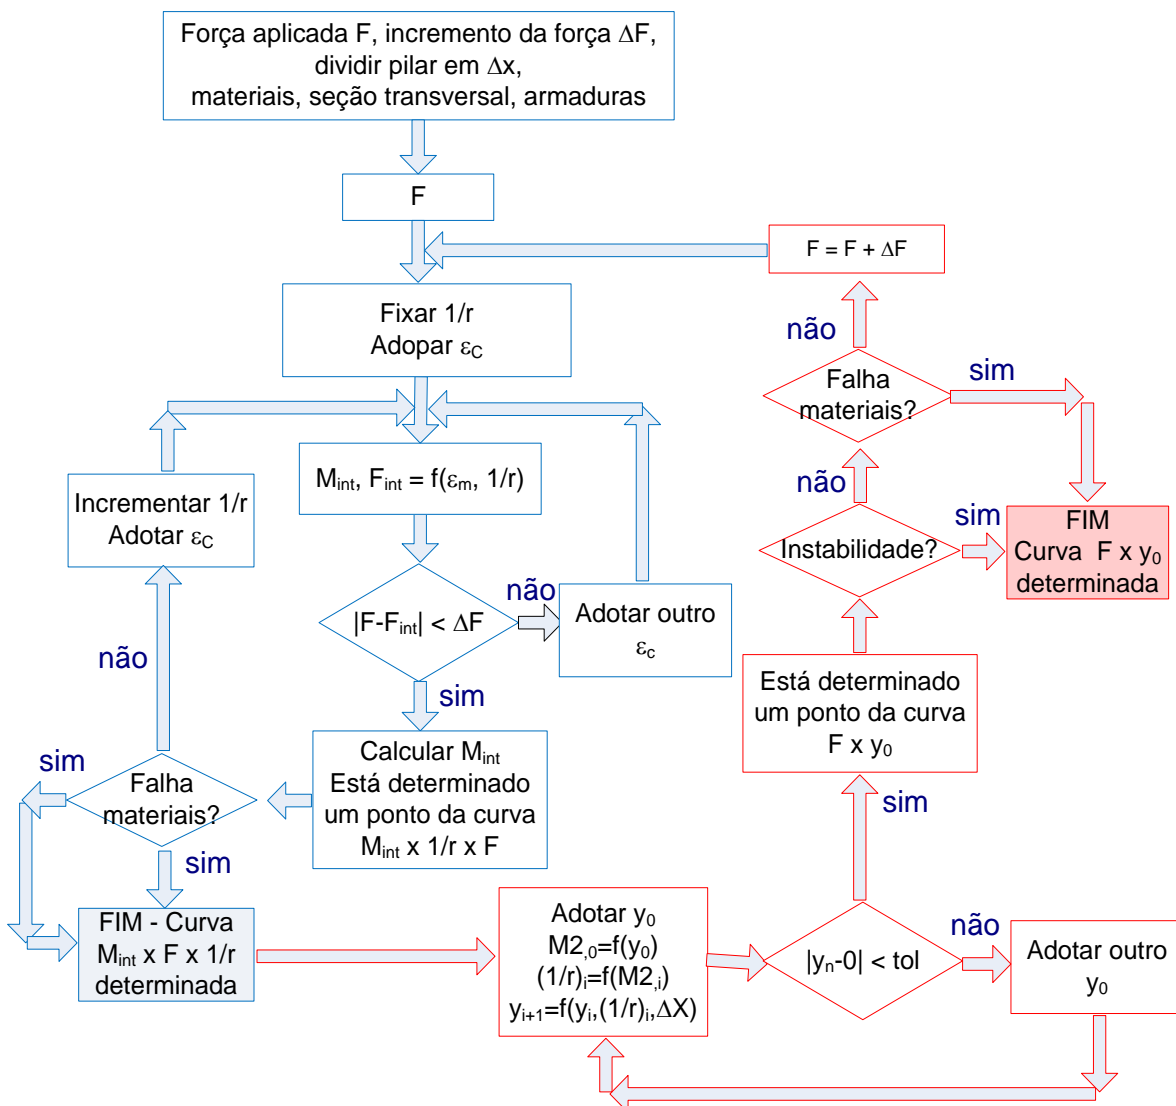 Força aplicada F, incremento da força ΔF,
dividir pilar em Δx,
materiais, seção transversal, armaduras
F
F = F + ΔF
Fixar 1/r
Adopar εC
não
Falha
materiais?
sim
Incrementar 1/r
Adotar εC
Mint, Fint = f(εm, 1/r)
não
Instabilidade?
sim
FIM
Curva F x y0
determinada
|F-Fint| < ΔF
não
Adotar outro
εc
não
sim
Está determinado
um ponto da curva
F x y0
Calcular Mint
Está determinado
um ponto da curva
Mint x 1/r x F
sim
Falha
materiais?
sim
sim
FIM - Curva
Mint x F x 1/r
determinada
Adotar y0
M2,0=f(y0)
(1/r)i=f(M2,i)
yi+1=f(yi,(1/r)i,ΔX)
|yn-0| < tol
não
Adotar outro
y0